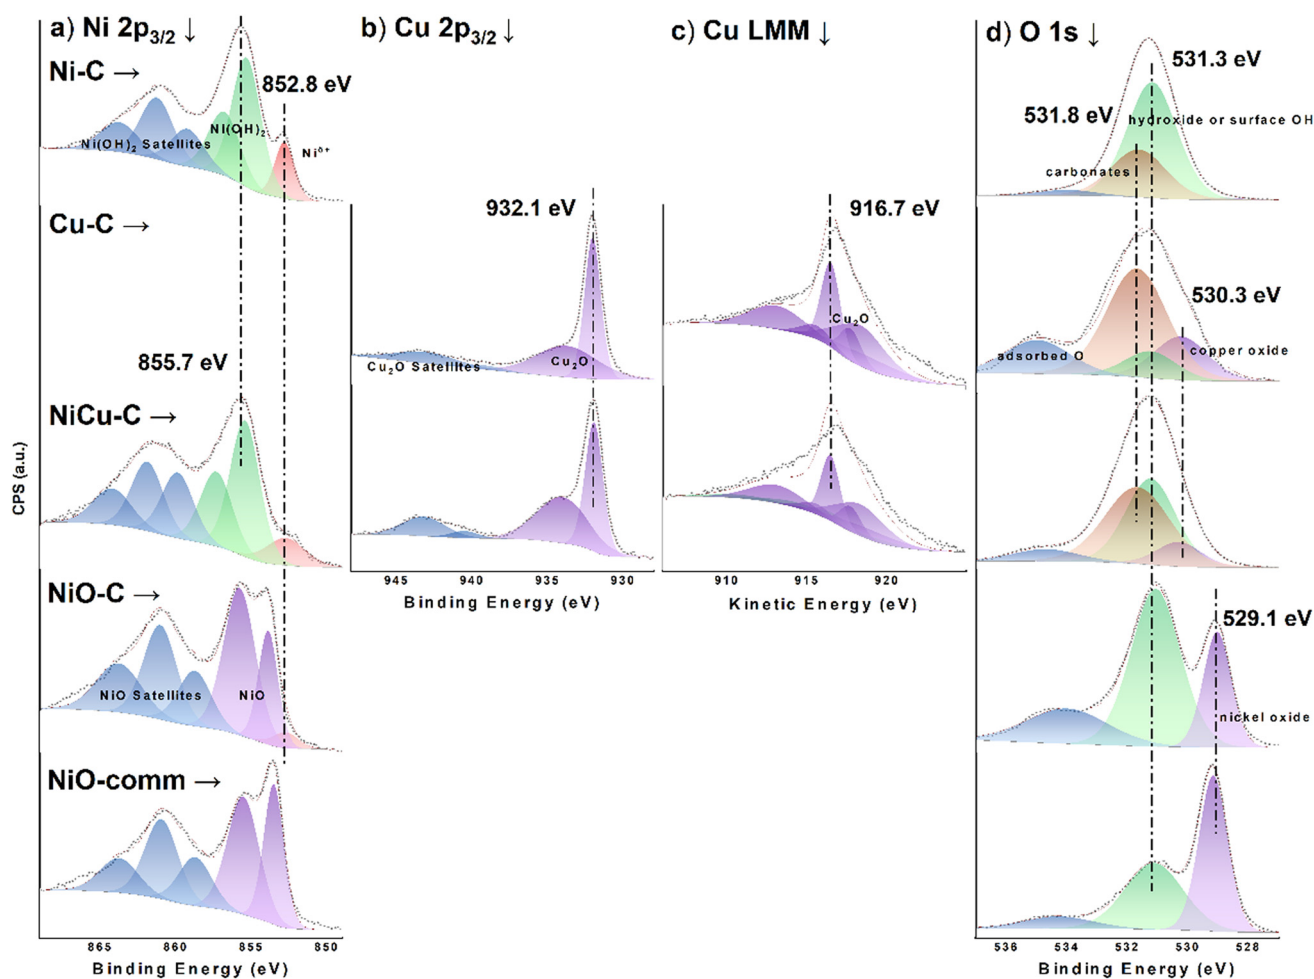 a) Ni 2p3/2 ↓
b) Cu 2p3/2 ↓
c) Cu LMM ↓
d) O 1s ↓
Ni-C →
852.8 eV
Ni(OH)2
Ni(OH)2 Satellites
Niδ+
531.3 eV
531.8 eV
hydroxide or surface OH
carbonates
Cu-C →
932.1 eV
916.7 eV
530.3 eV
Cu2O Satellites
Cu2O
Cu2O
adsorbed O
copper oxide
855.7 eV
NiCu-C →
CPS (a.u.)
945 940 935 930
Binding Energy (eV)
910 915 920
Kinetic Energy (eV)
NiO-C →
529.1 eV
NiO Satellites
NiO
nickel oxide
NiO-comm →
865 860 855 850
Binding Energy (eV)
536 534 532 530 528
Binding Energy (eV)